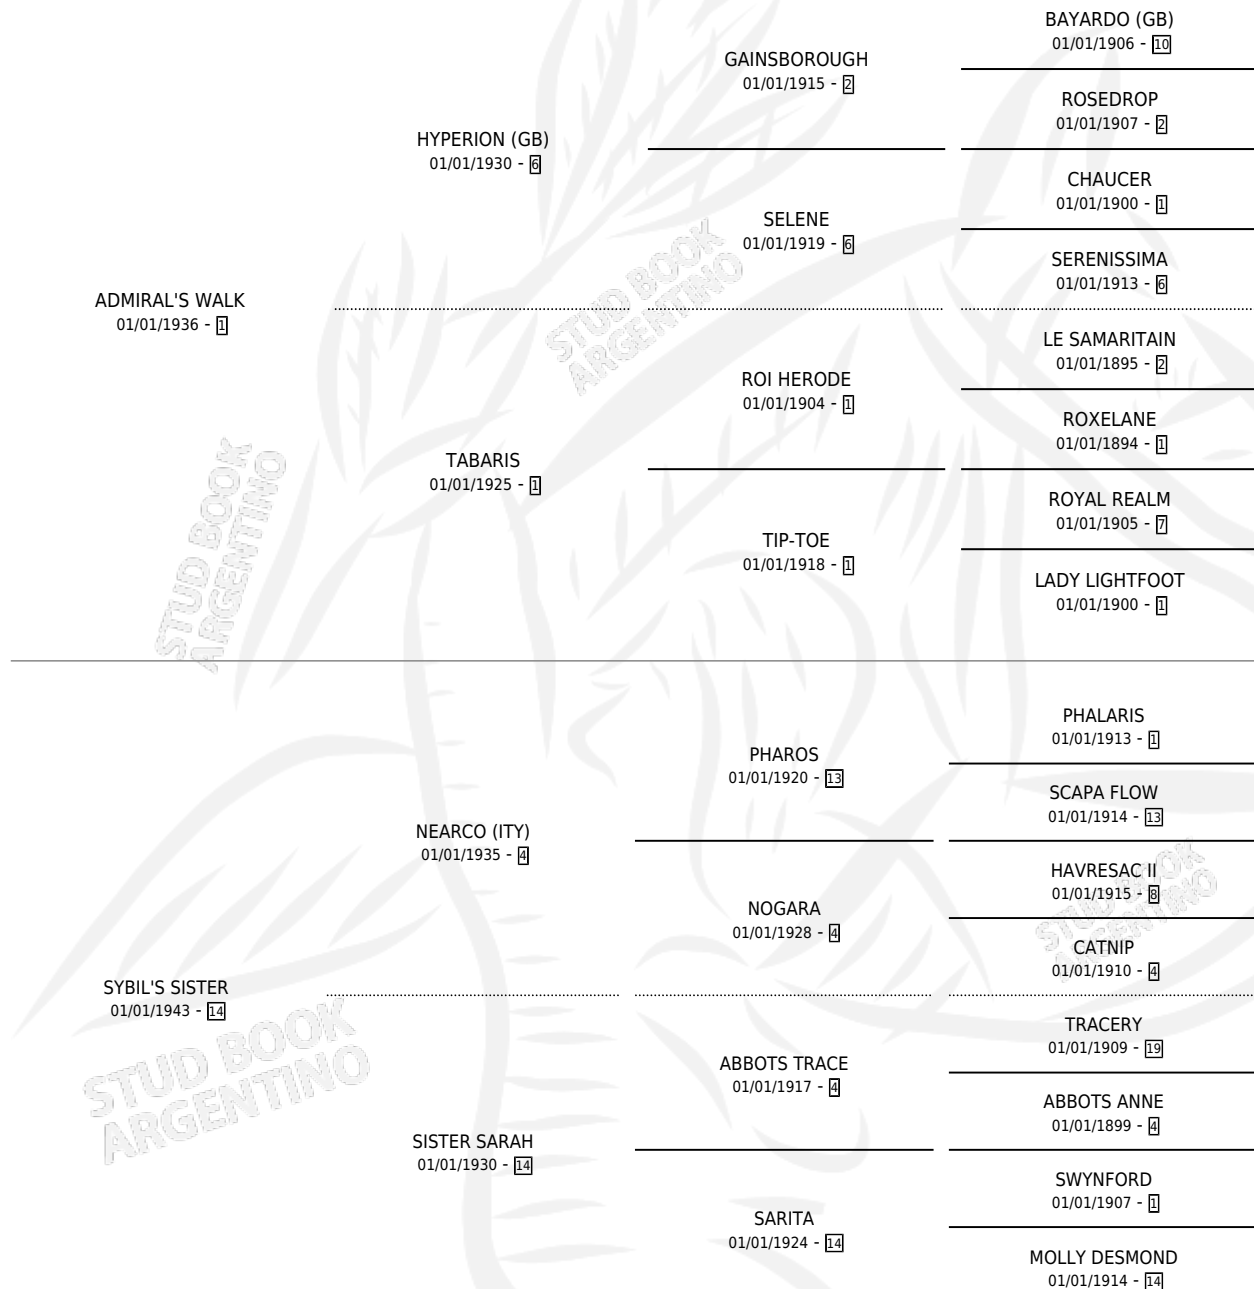 BAYARDO (GB)
01/01/1906 - 10
GAINSBOROUGH
01/01/1915 - 2
ROSEDROP
01/01/1907 - 2
HYPERION (GB)
01/01/1930 - 6
CHAUCER
01/01/1900 - 1
SELENE
01/01/1919 - 6
SERENISSIMA
01/01/1913 - 6
ADMIRAL'S WALK
01/01/1936 - 1
LE SAMARITAIN
01/01/1895 - 2
ROI HERODE
01/01/1904 - 1
ROXELANE
01/01/1894 - 1
TABARIS
01/01/1925 - 1
ROYAL REALM
01/01/1905 - 7
TIP-TOE
01/01/1918 - 1
LADY LIGHTFOOT
01/01/1900 - 1
PHALARIS
01/01/1913 - 1
PHAROS
01/01/1920 - 13
SCAPA FLOW
01/01/1914 - 13
NEARCO (ITY)
01/01/1935 - 4
HAVRESAC II
01/01/1915 - 8
NOGARA
01/01/1928 - 4
CATNIP
01/01/1910 - 4
SYBIL'S SISTER
01/01/1943 - 14
TRACERY
01/01/1909 - 19
ABBOTS TRACE
01/01/1917 - 4
ABBOTS ANNE
01/01/1899 - 4
SISTER SARAH
01/01/1930 - 14
SWYNFORD
01/01/1907 - 1
SARITA
01/01/1924 - 14
MOLLY DESMOND
01/01/1914 - 14
STUD BOOK
ARGENTINO
STUD BOOK
ARGENTINO
STUD BOOK
ARGENTINO
STUD BOOK
ARGENTINO